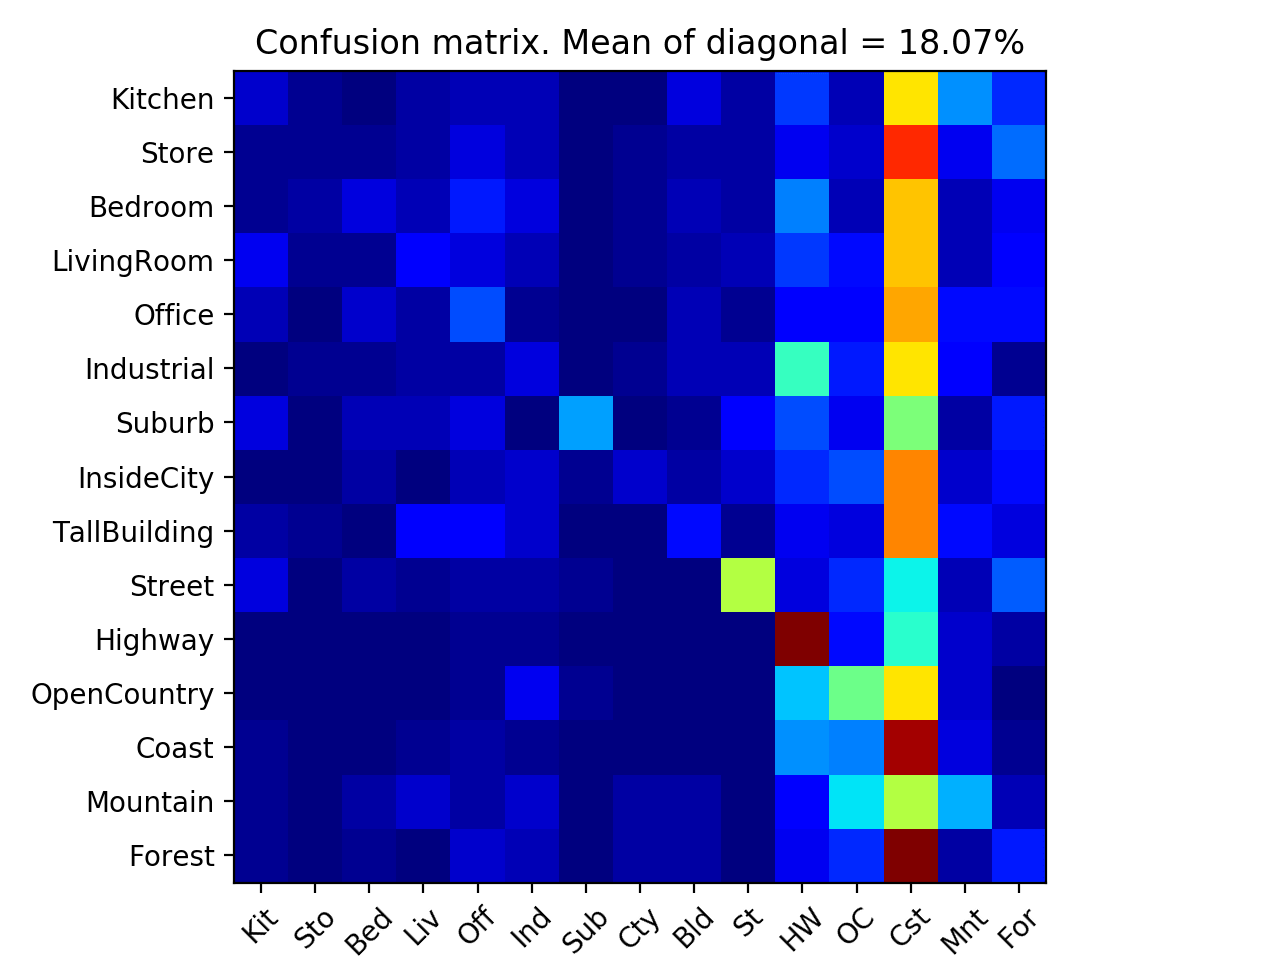 Confusion matrix. Mean of diagonal = 18.07%
Kitchen
Store
Bedroom
LivingRoom
Office
Industrial
Suburb
InsideCity
TallBuilding
Street
Highway
OpenCountry
Coast
Mountain
Forest
Kit Sto Bed Liv Off Ind Sub Cty Bld St HW OC Cst Mnt For